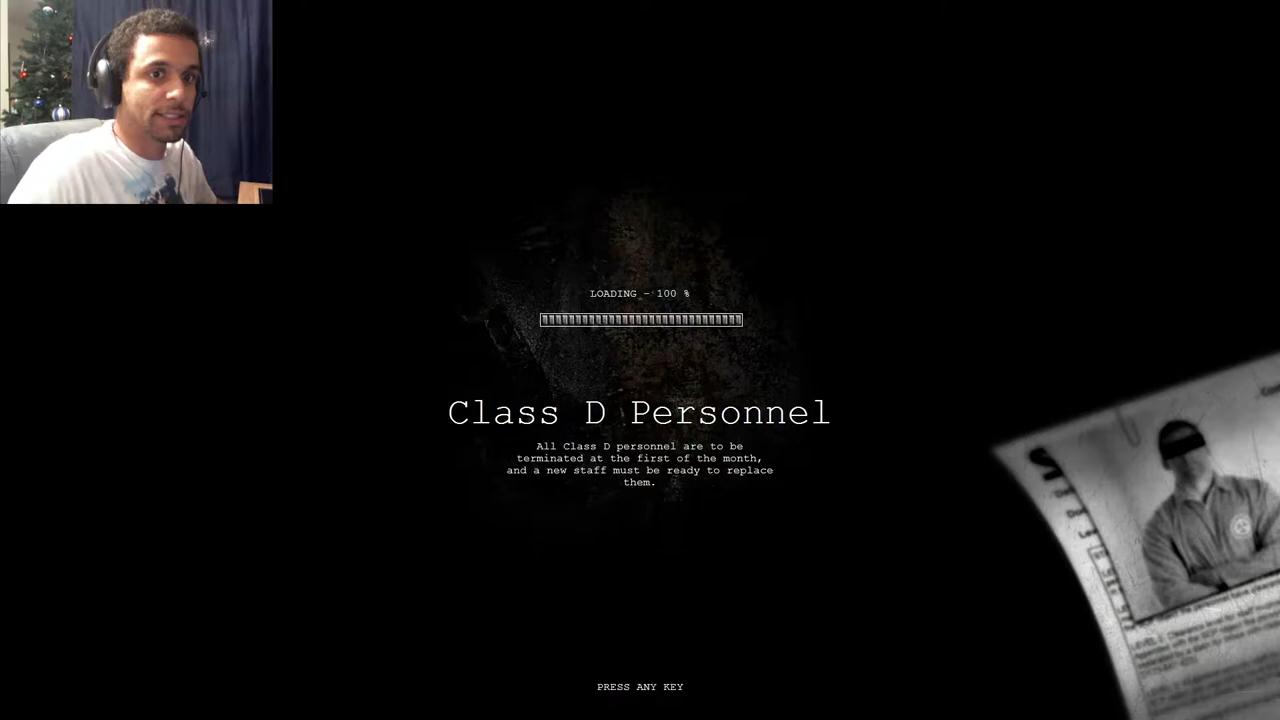 LOADING - 100 %
Class D Personnel
All Class D personnel are to be
terminated at the first of the month,
and a new staff must be ready to replace
them.
PRESS ANY KEY